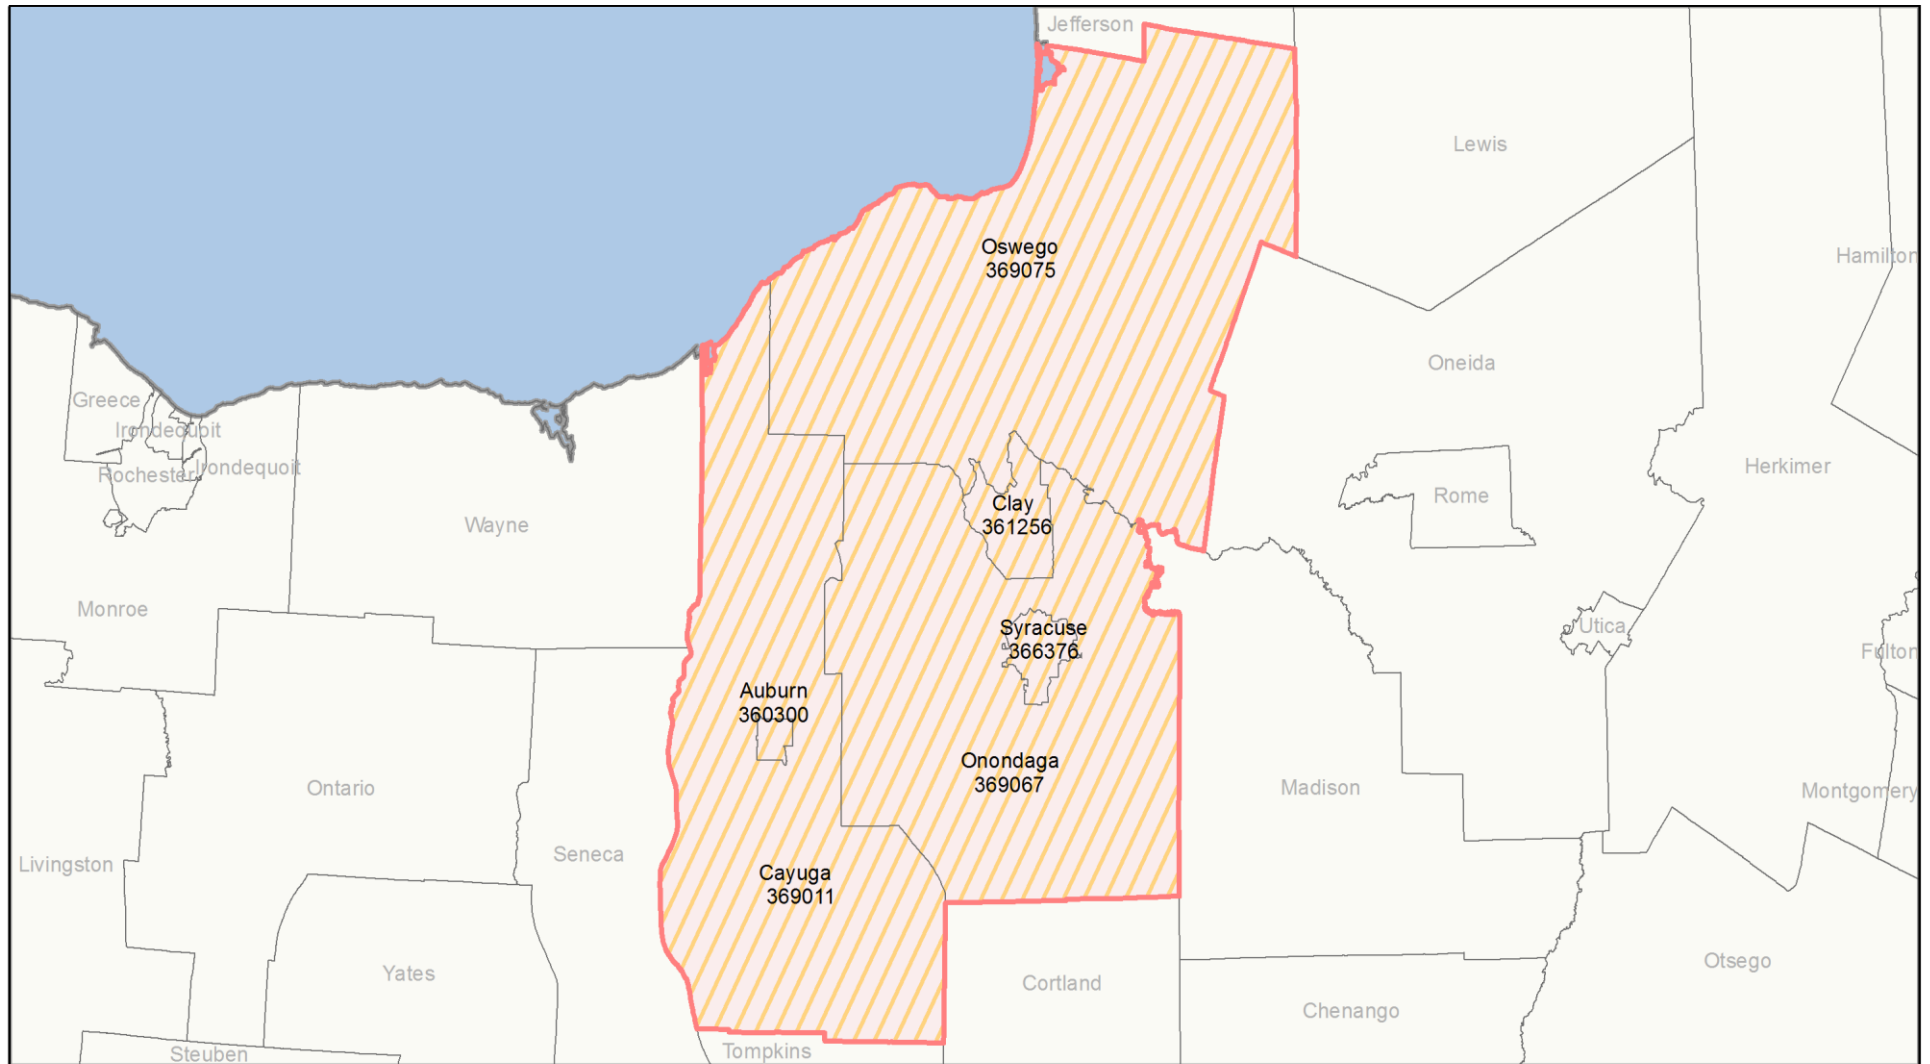 Jefferson
Lewis
Oswego
369075
Hamilton
Oneida
Greece
Irondequoit
Irondequoit
Rochester
Herkimer
Rome
Clay
361256
Wayne
Monroe
Syracuse
366376
Utica
Fulton
Auburn
360300
Onondaga
369067
Ontario
Madison
Montgomery
Seneca
Livingston
Cayuga
369011
Yates
Cortland
Otsego
Chenango
Tompkins
Steuben